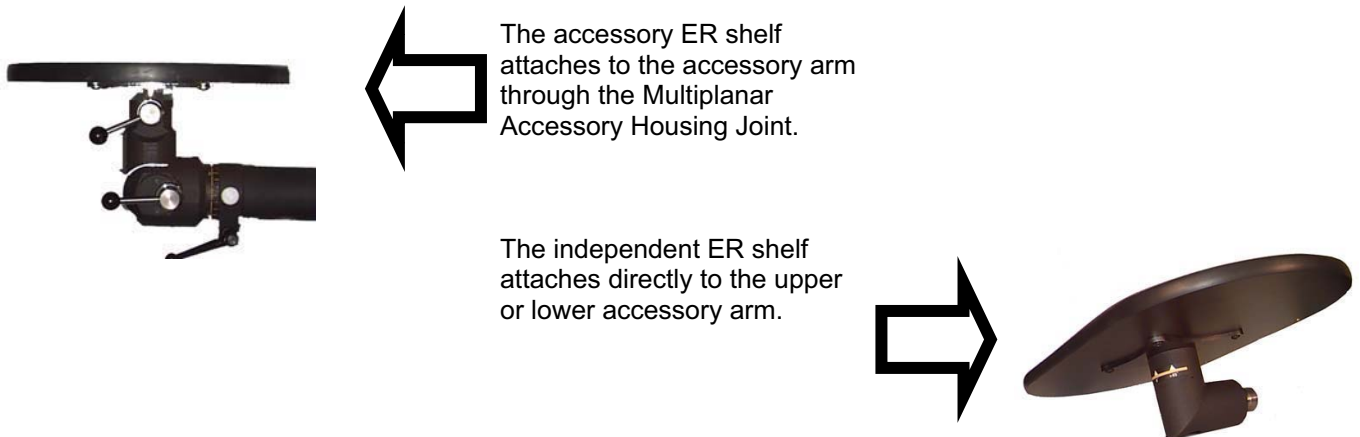 The accessory ER shelf
attaches to the accessory arm
through the Multiplanar
Accessory Housing Joint.
The independent ER shelf
attaches directly to the upper
or lower accessory arm.